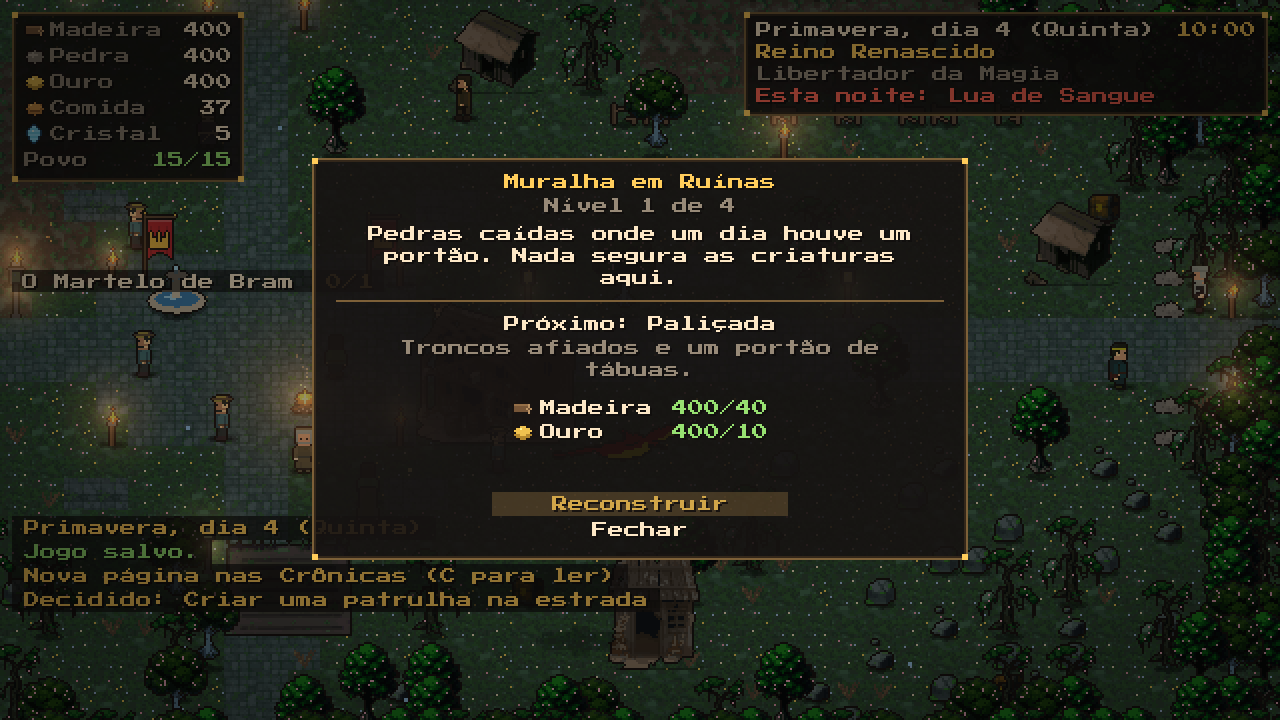 Madeira 400
Pedra 400
Ouro 400
Comida 37
Cristal 5
Povo 15/15
Primavera, dia 4 (Quinta) 10:00
Reino Renascido
Libertador da Magia
Esta noite: Lua de Sangue
Muralha em Ruínas
Nível 1 de 4
Pedras caídas onde um dia houve um
portão. Nada segura as criaturas
aqui.
Próximo: Paliçada
Troncos afiados e um portão de
tábuas.
Madeira 400/40
Ouro 400/10
Reconstruir
Fechar
O Martelo de Bram 0/1
Primavera, dia 4 (Quinta)
Jogo salvo.
Nova página nas Crônicas (C para ler)
Decidido: Criar uma patrulha na estrada